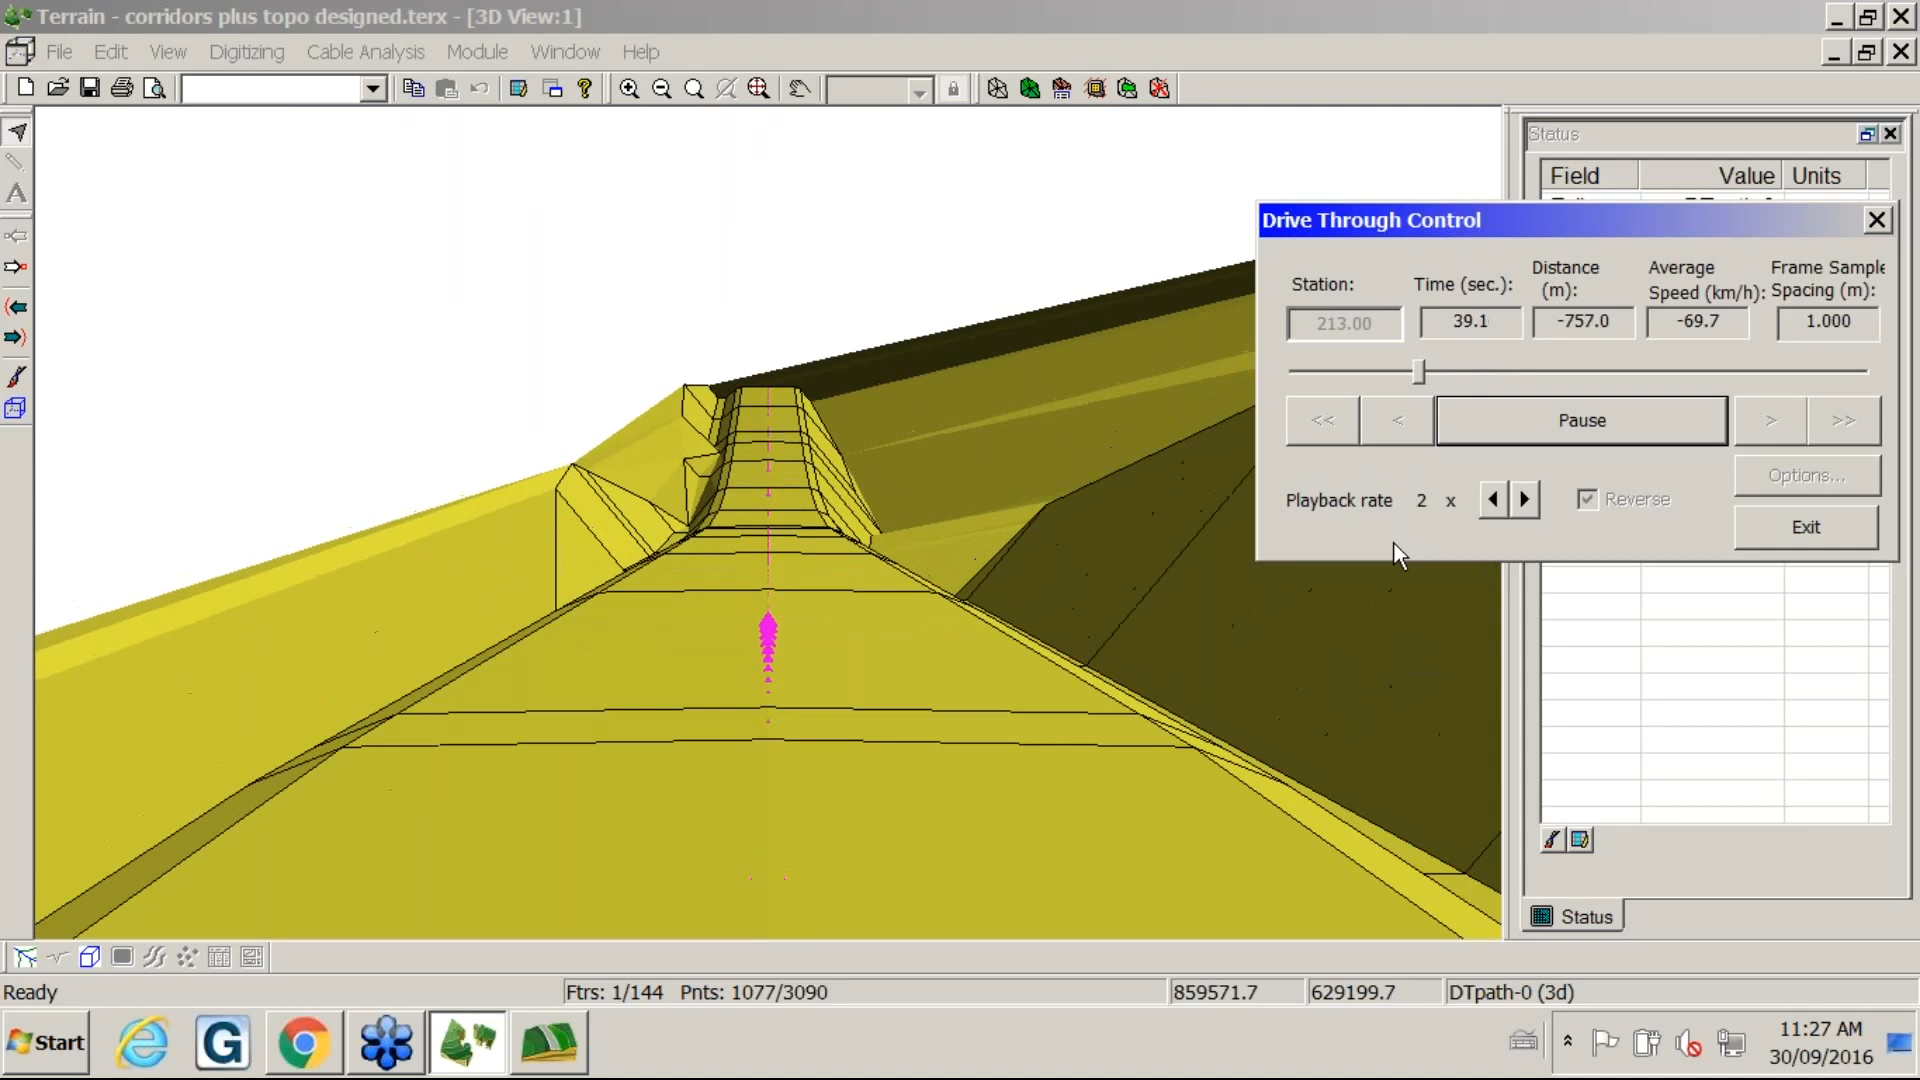 Terrain - corridors plus topo designed.terx - [3D View:1]
File Edit View Digitizing Cable Analysis Module Window Help
A
Status
Field Value Units
Drive Through Control
Station: Time (sec.): Distance (m): Average Speed (km/h): Frame Sample Spacing (m):
213.00 39.1 -757.0 -69.7 1.000
<< < Pause > >>
Options...
Playback rate 2 x Reverse
Exit
Status
Ready Ftrs: 1/144 Pnts: 1077/3090 859571.7 629199.7 DTpath-0 (3d)
Start G 11:27 AM
30/09/2016